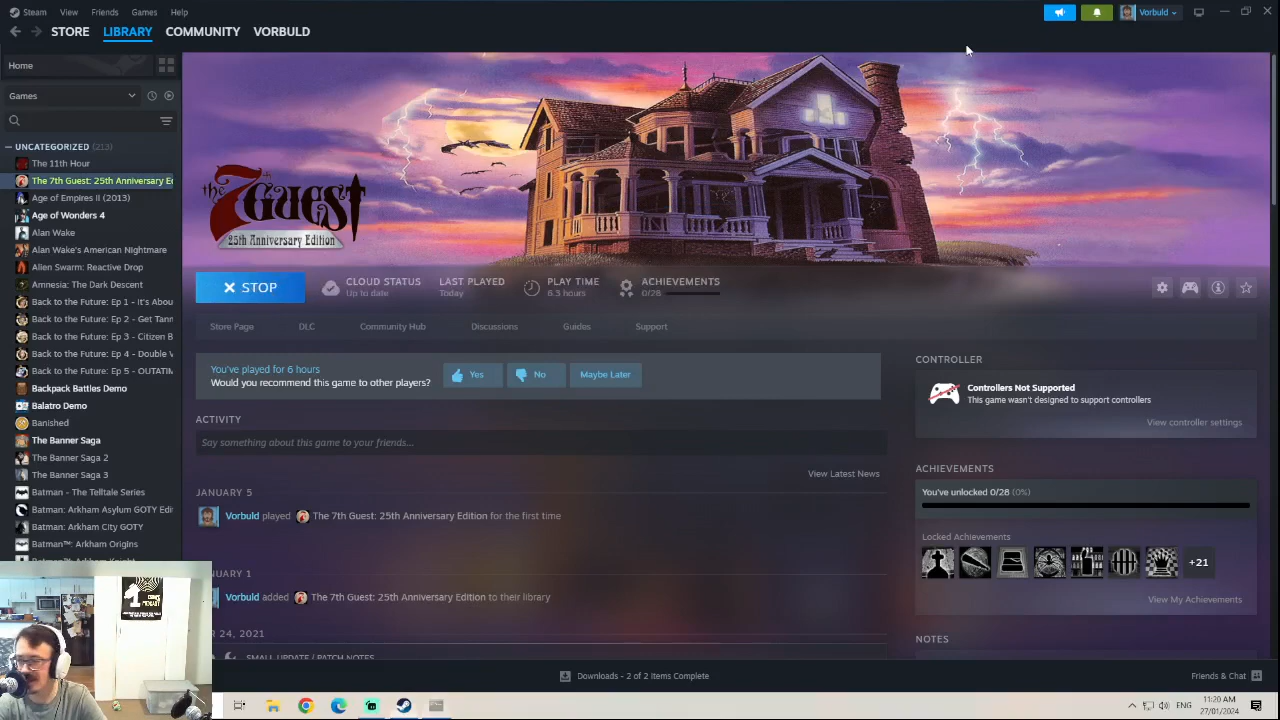 Steam View Friends Games Help
Vorbuld
STORE LIBRARY COMMUNITY VORBULD
Home
Games
UNCATEGORIZED (213)
The 11th Hour
The 7th Guest: 25th Anniversary Ed
Age of Empires II (2013)
Age of Wonders 4
Alan Wake
Alan Wake's American Nightmare
Alien Swarm: Reactive Drop
Amnesia: The Dark Descent
Back to the Future: Ep 1 - It's Abou
Back to the Future: Ep 2 - Get Tann
Back to the Future: Ep 3 - Citizen B
Back to the Future: Ep 4 - Double V
Back to the Future: Ep 5 - OUTATIM
Backpack Battles Demo
Balatro Demo
Banished
The Banner Saga
The Banner Saga 2
The Banner Saga 3
Batman - The Telltale Series
Batman: Arkham Asylum GOTY Edit
Batman: Arkham City GOTY
Batman™: Arkham Origins
Batman™: Arkham Knight
the 7th Guest
25th Anniversary Edition
STOP
CLOUD STATUS
Up to date
LAST PLAYED
Today
PLAY TIME
6.3 hours
ACHIEVEMENTS
0/28
Store Page DLC Community Hub Discussions Guides Support
You've played for 6 hours
Would you recommend this game to other players?
Yes No Maybe Later
ACTIVITY
Say something about this game to your friends...
View Latest News
JANUARY 5
Vorbuld played The 7th Guest: 25th Anniversary Edition for the first time
NUARY 1
Vorbuld added The 7th Guest: 25th Anniversary Edition to their library
R 24, 2021
SMALL UPDATE / PATCH NOTES
CONTROLLER
Controllers Not Supported
This game wasn't designed to support controllers
View controller settings
ACHIEVEMENTS
You've unlocked 0/28 (0%)
Locked Achievements
+21
View My Achievements
NOTES
Downloads - 2 of 2 Items Complete
Friends & Chat
ENG
11:20 AM
27/01/2024